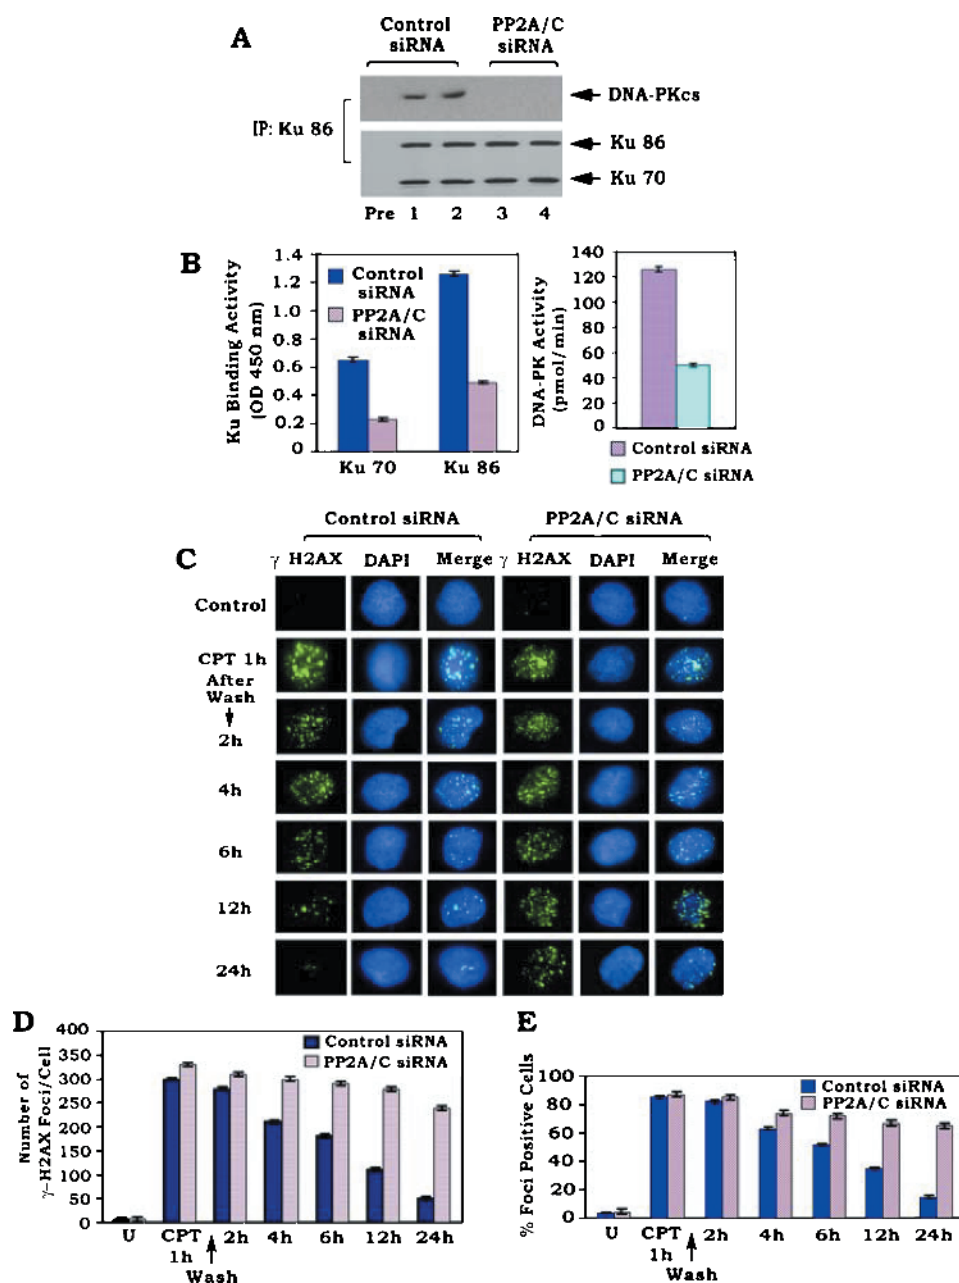 A
Control siRNA
PP2A/C siRNA
IP: Ku 86
DNA-PKcs
Ku 86
Ku 70
Pre 1 2 3 4
B
Ku Binding Activity (OD 450 nm)
1.4
1.2
1.0
0.8
0.6
0.4
0.2
0
Control siRNA
PP2A/C siRNA
Ku 70 Ku 86
DNA-PK Activity (pmol/min)
140
120
100
80
60
40
20
0
Control siRNA
PP2A/C siRNA
C
Control siRNA PP2A/C siRNA
γ H2AX DAPI Merge γ H2AX DAPI Merge
Control
CPT 1h
After
Wash
2h
4h
6h
12h
24h
D
Number of γ-H2AX Foci/Cell
400
350
300
250
200
150
100
50
0
Control siRNA
PP2A/C siRNA
U CPT 1h 2h 4h 6h 12h 24h
Wash
E
% Foci Positive Cells
100
80
60
40
20
0
Control siRNA
PP2A/C siRNA
U CPT 1h 2h 4h 6h 12h 24h
Wash